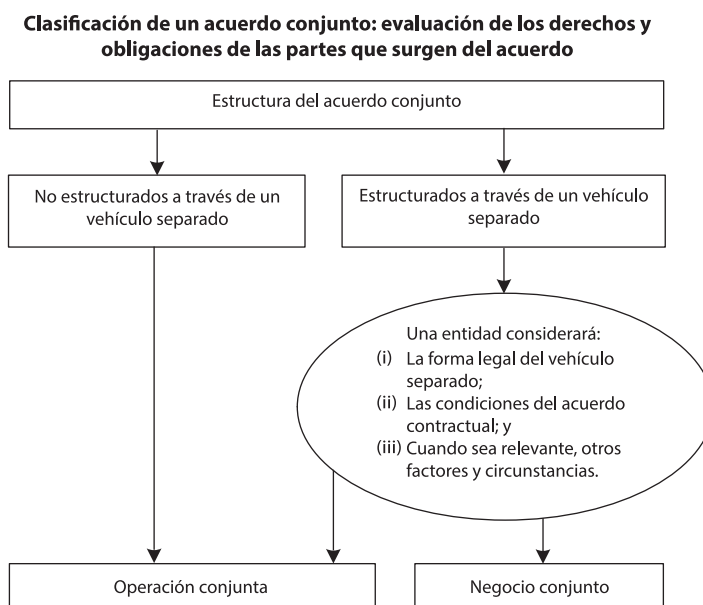 Clasificación de un acuerdo conjunto: evaluación de los derechos y
obligaciones de las partes que surgen del acuerdo
Estructura del acuerdo conjunto
No estructurados a través de un
vehículo separado
Estructurados a través de un vehículo
separado
Una entidad considerará:
(i) La forma legal del vehículo
separado;
(ii) Las condiciones del acuerdo
contractual; y
(iii) Cuando sea relevante, otros
factores y circunstancias.
Operación conjunta
Negocio conjunto